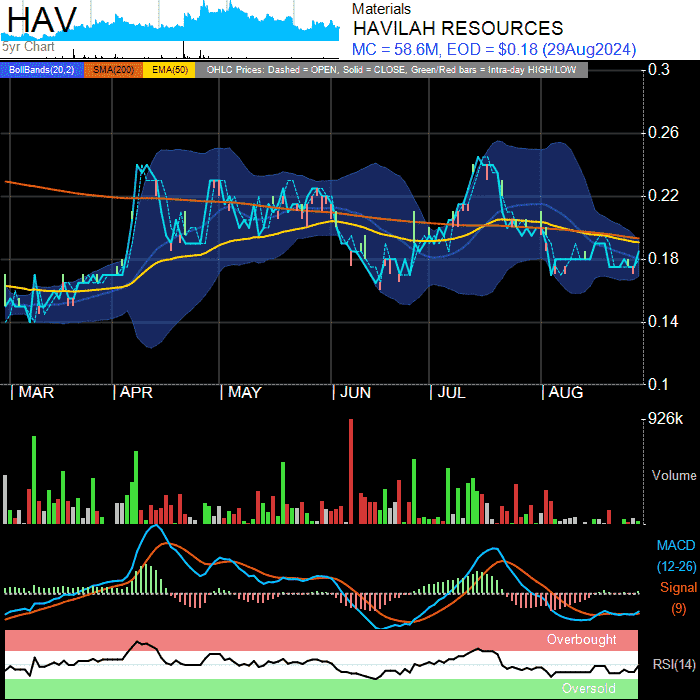 HAV
5yr Chart
Materials
HAVILAH RESOURCES
MC = 58.6M, EOD = $0.18 (29Aug2024)
BollBands(20,2) SMA(200) EMA(50) OHLC Prices: Dashed = OPEN, Solid = CLOSE, Green/Red bars = Intra-day HIGH/LOW
0.3
0.26
0.22
0.18
0.14
0.1
MAR APR MAY JUN JUL AUG
926k
Volume
MACD
(12-26)
Signal
(9)
Overbought
RSI(14)
Oversold